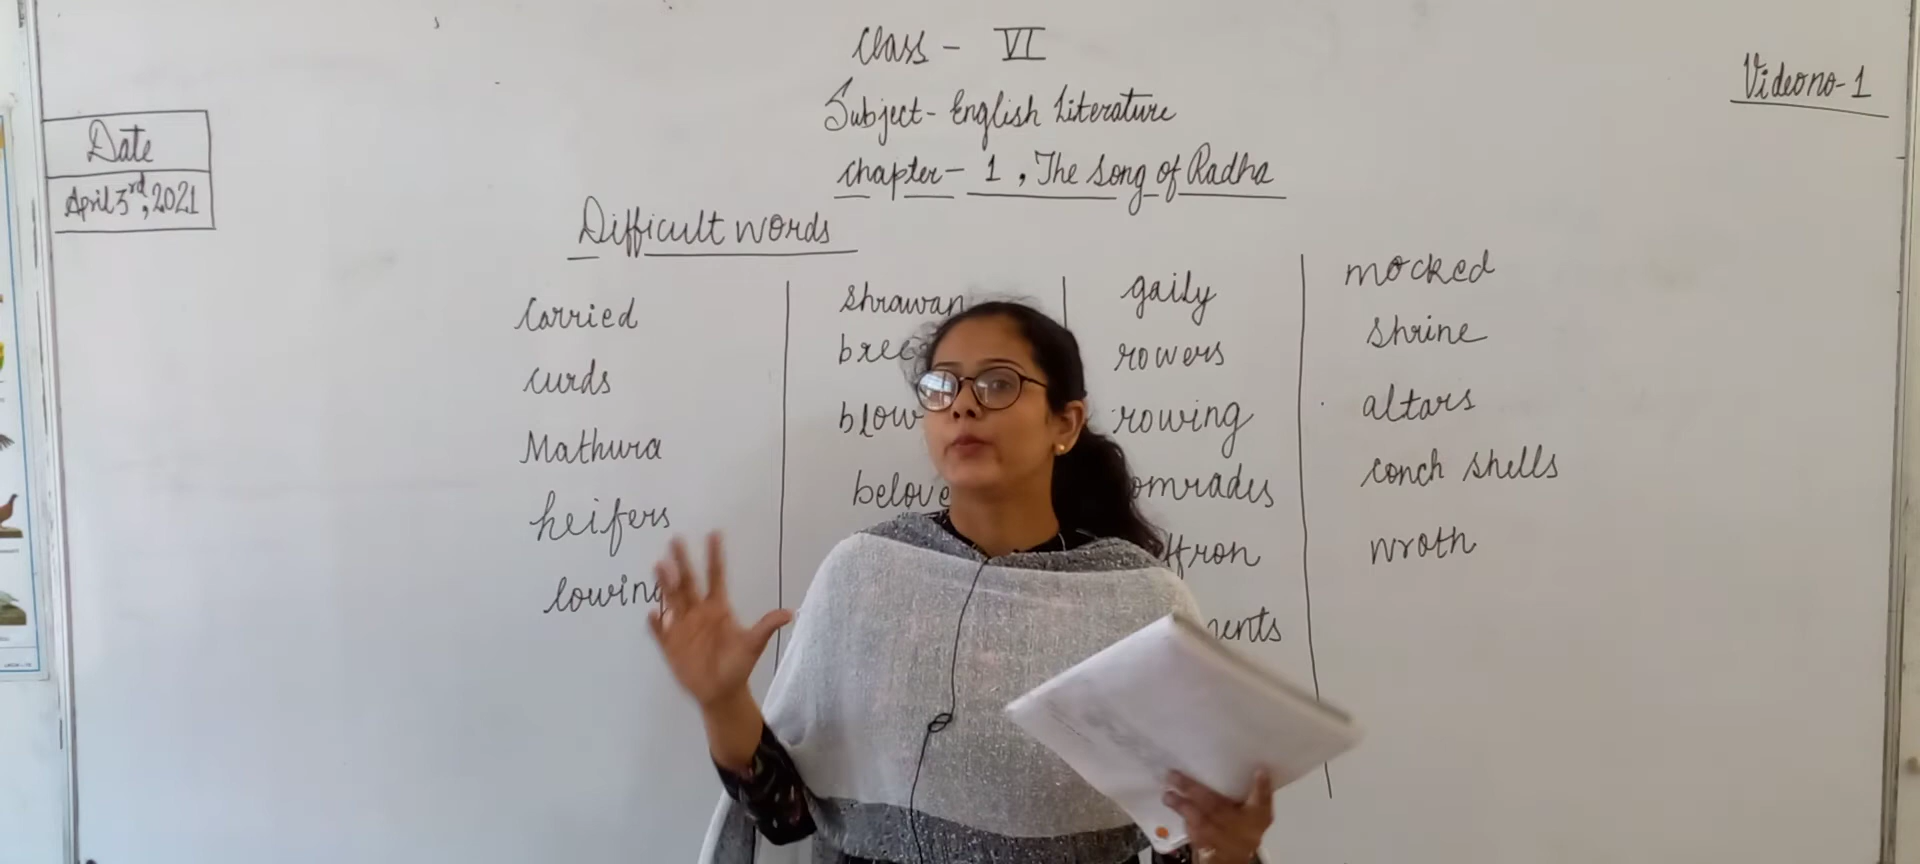 Class - VI
Subject - English Literature
Chapter - 1, The Song of Radha
Video no - 1
Date
April 3rd, 2021
Difficult words
Carried
curds
Mathura
heifers
lowing
Shrawan
gaily
rowers
rowing
mocked
shrine
altars
conch shells
wroth